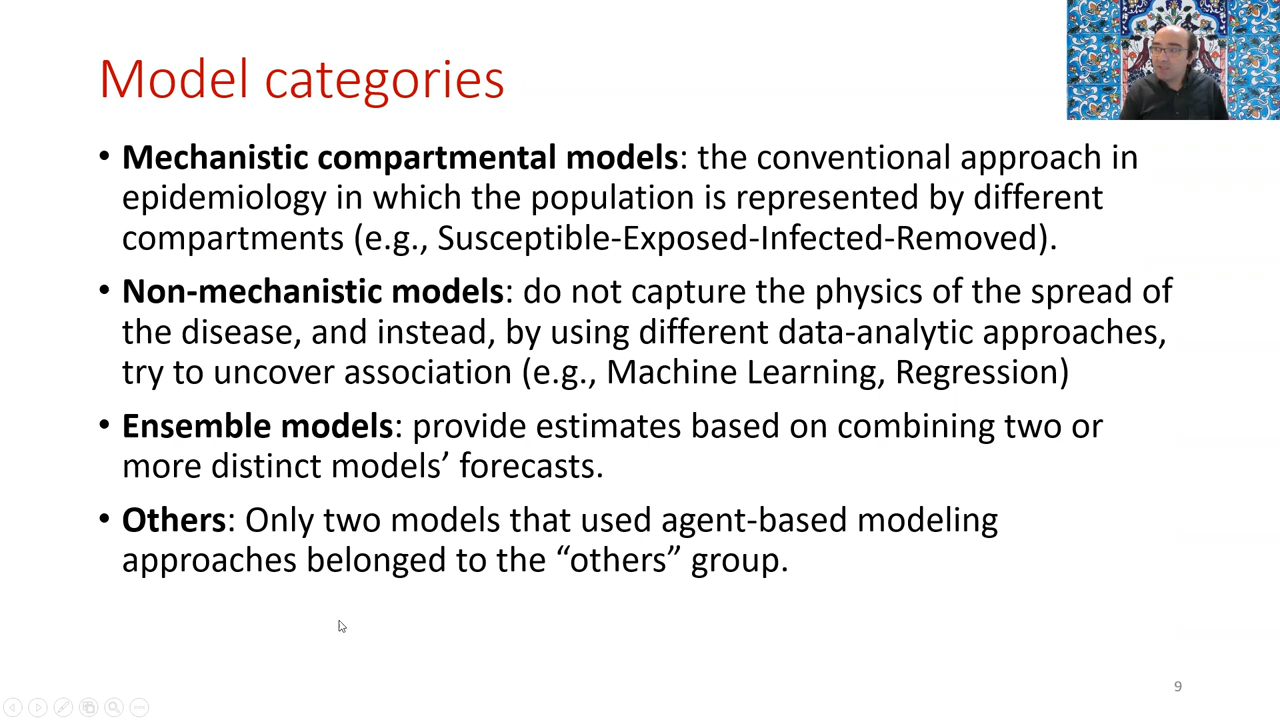 Model categories
• Mechanistic compartmental models: the conventional approach in
epidemiology in which the population is represented by different
compartments (e.g., Susceptible-Exposed-Infected-Removed).
• Non-mechanistic models: do not capture the physics of the spread of
the disease, and instead, by using different data-analytic approaches,
try to uncover association (e.g., Machine Learning, Regression)
• Ensemble models: provide estimates based on combining two or
more distinct models’ forecasts.
• Others: Only two models that used agent-based modeling
approaches belonged to the “others” group.
9